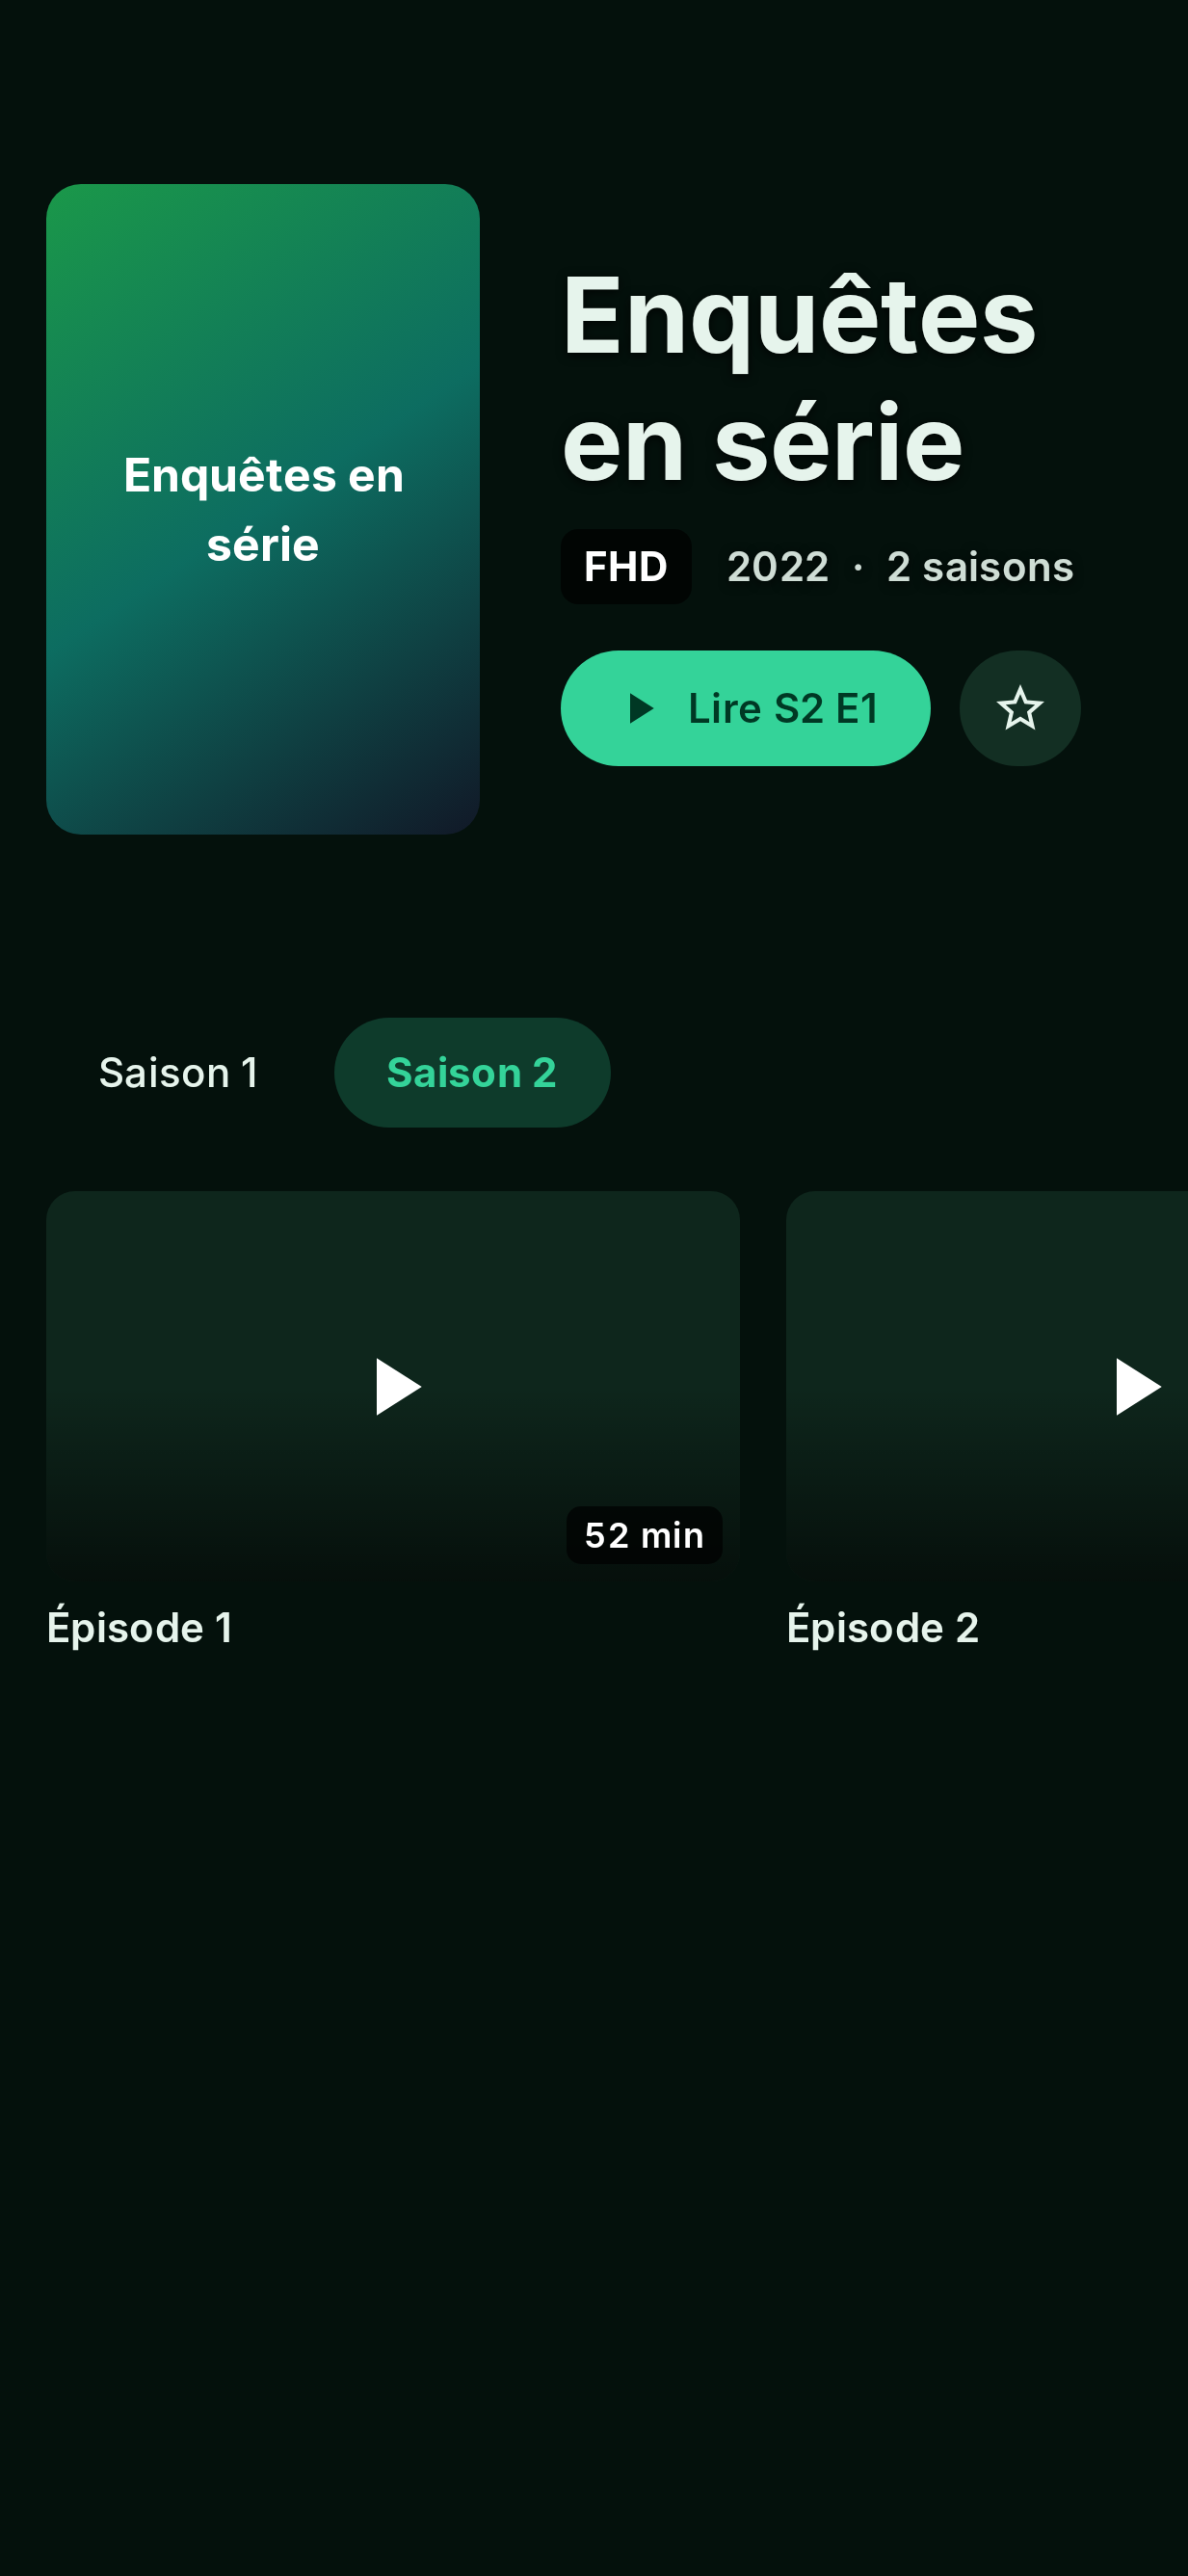 Enquêtes en
série
Enquêtes
en série
FHD 2022 · 2 saisons
Lire S2 E1
Saison 1 Saison 2
52 min
Épisode 1 Épisode 2